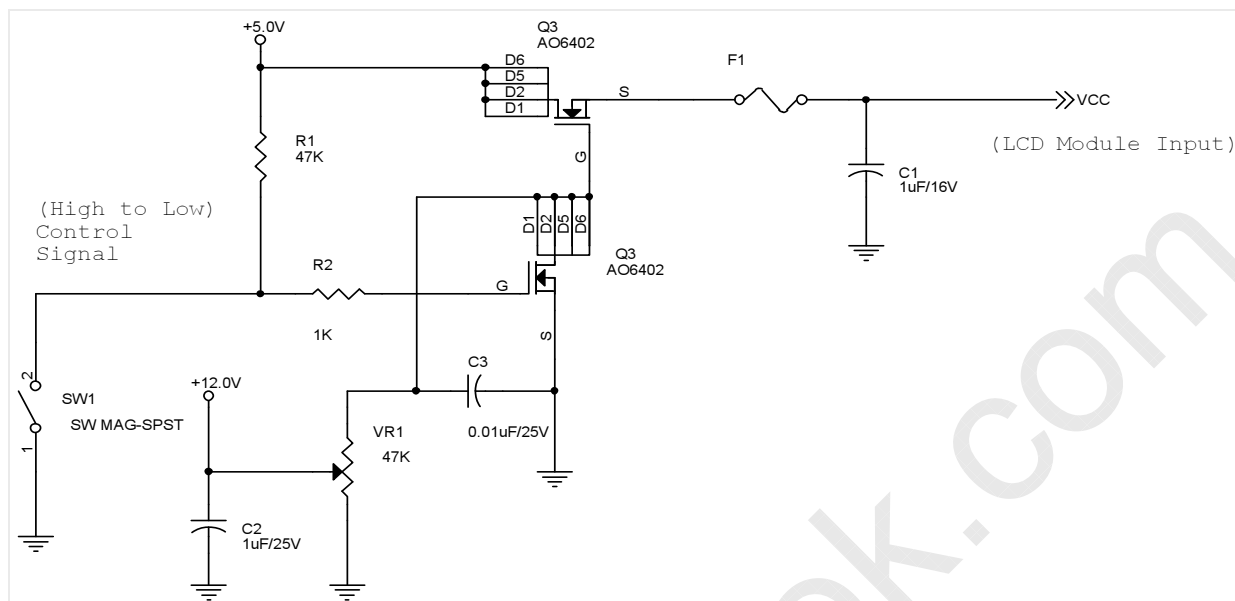 +5.0V
Q3
AO6402
D6
D5
D2
D1
S
G
F1
VCC
(LCD Module Input)
R1
47K
C1
1uF/16V
(High to Low)
Control
Signal
D1
D2
D5
D6
Q3
AO6402
R2
1K
G
S
C3
0.01uF/25V
+12.0V
2
SW1
SW MAG-SPST
1
VR1
47K
C2
1uF/25V
ok.com